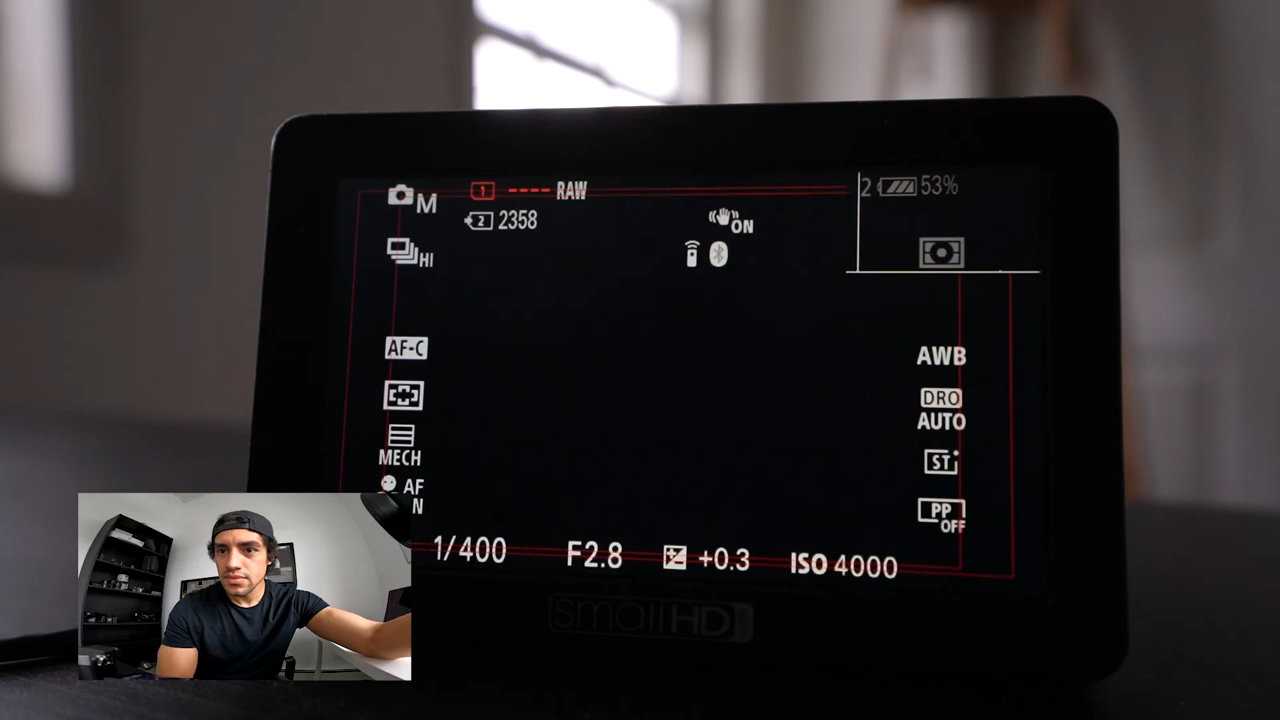 M 1 ---- RAW 2 53%
2 2358
ON
HI
AF-C
AWB
DRO
AUTO
MECH
ST
AF
N
PP
OFF
1/400 F2.8 +0.3 ISO 4000
smallHD